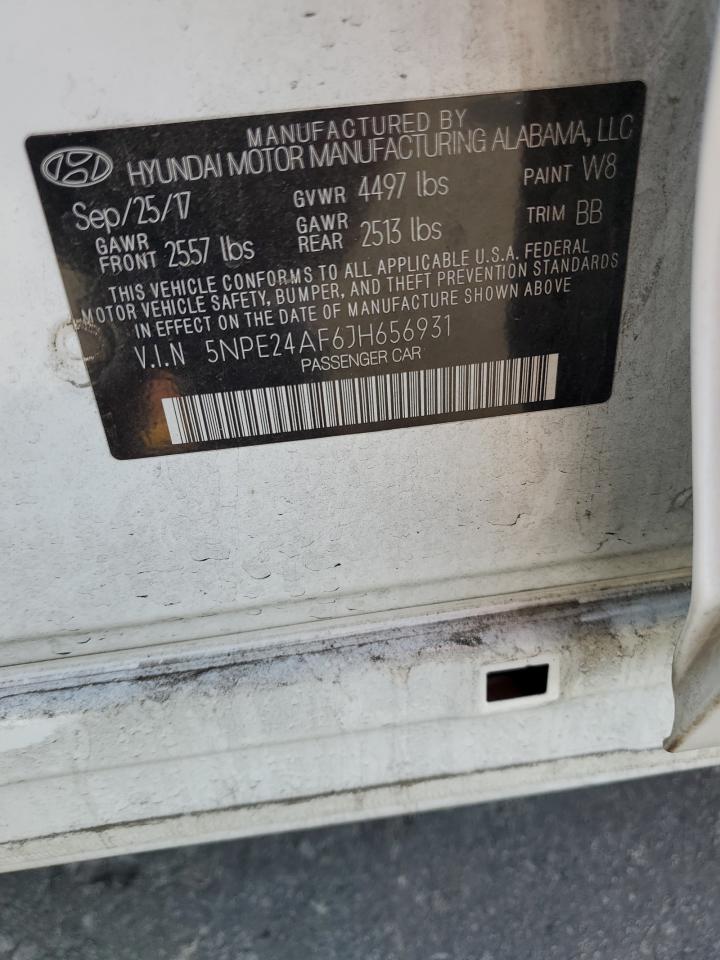 MANUFACTURED BY
HYUNDAI MOTOR MANUFACTURING ALABAMA, LLC
Sep/25/17 GVWR 4497 lbs PAINT W8
GAWR FRONT 2557 lbs GAWR REAR 2513 lbs TRIM BB
THIS VEHICLE CONFORMS TO ALL APPLICABLE U.S.A. FEDERAL
MOTOR VEHICLE SAFETY, BUMPER, AND THEFT PREVENTION STANDARDS
IN EFFECT ON THE DATE OF MANUFACTURE SHOWN ABOVE
V.I.N 5NPE24AF6JH656931
PASSENGER CAR